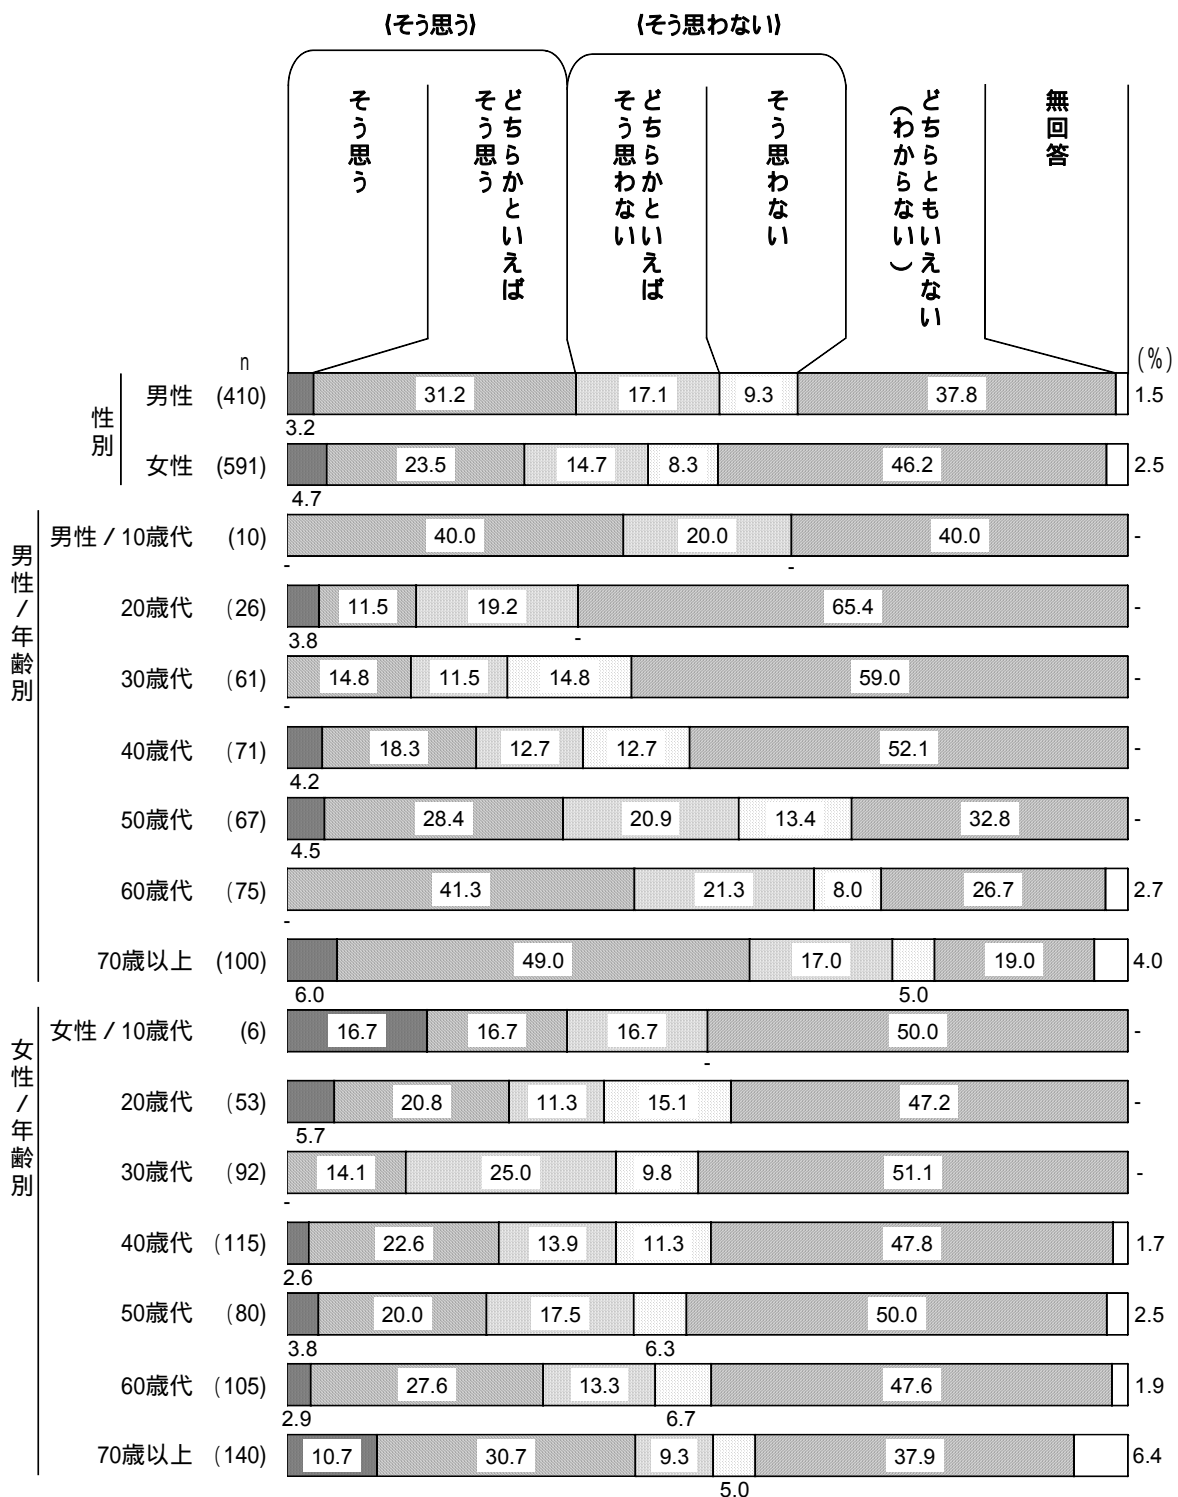 《そう思う》
《そう思わない》
そう思う
どちらかといえば
そう思う
どちらかといえば
そう思わない
そう思わない
どちらともいえない
（わからない）
無回答
n
(%)
性別
男性 (410) 31.2 17.1 9.3 37.8 1.5
3.2
女性 (591) 23.5 14.7 8.3 46.2 2.5
4.7
男性/年齢別
男性/10歳代 (10) 40.0 20.0 40.0 -
- -
20歳代 (26) 11.5 19.2 65.4 -
3.8 -
30歳代 (61) 14.8 11.5 14.8 59.0 -
-
40歳代 (71) 18.3 12.7 12.7 52.1 -
4.2
50歳代 (67) 28.4 20.9 13.4 32.8 -
4.5
60歳代 (75) 41.3 21.3 8.0 26.7 2.7
-
70歳以上 (100) 49.0 17.0 19.0 4.0
6.0 5.0
女性/年齢別
女性/10歳代 (6) 16.7 16.7 16.7 50.0 -
-
20歳代 (53) 20.8 11.3 15.1 47.2 -
5.7
30歳代 (92) 14.1 25.0 9.8 51.1 -
-
40歳代 (115) 22.6 13.9 11.3 47.8 1.7
2.6
50歳代 (80) 20.0 17.5 50.0 2.5
3.8 6.3
60歳代 (105) 27.6 13.3 47.6 1.9
2.9 6.7
70歳以上 (140) 10.7 30.7 9.3 37.9 6.4
5.0